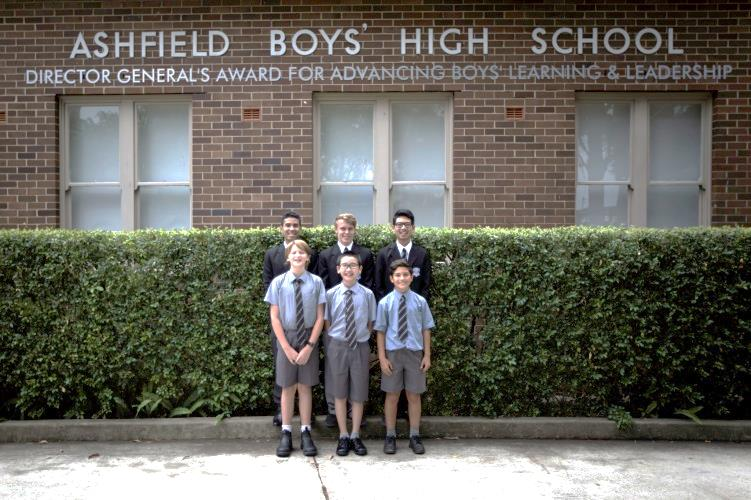 ASHFIELD BOYS' HIGH SCHOOL
DIRECTOR GENERAL'S AWARD FOR ADVANCING BOYS' LEARNING & LEADERSHIP